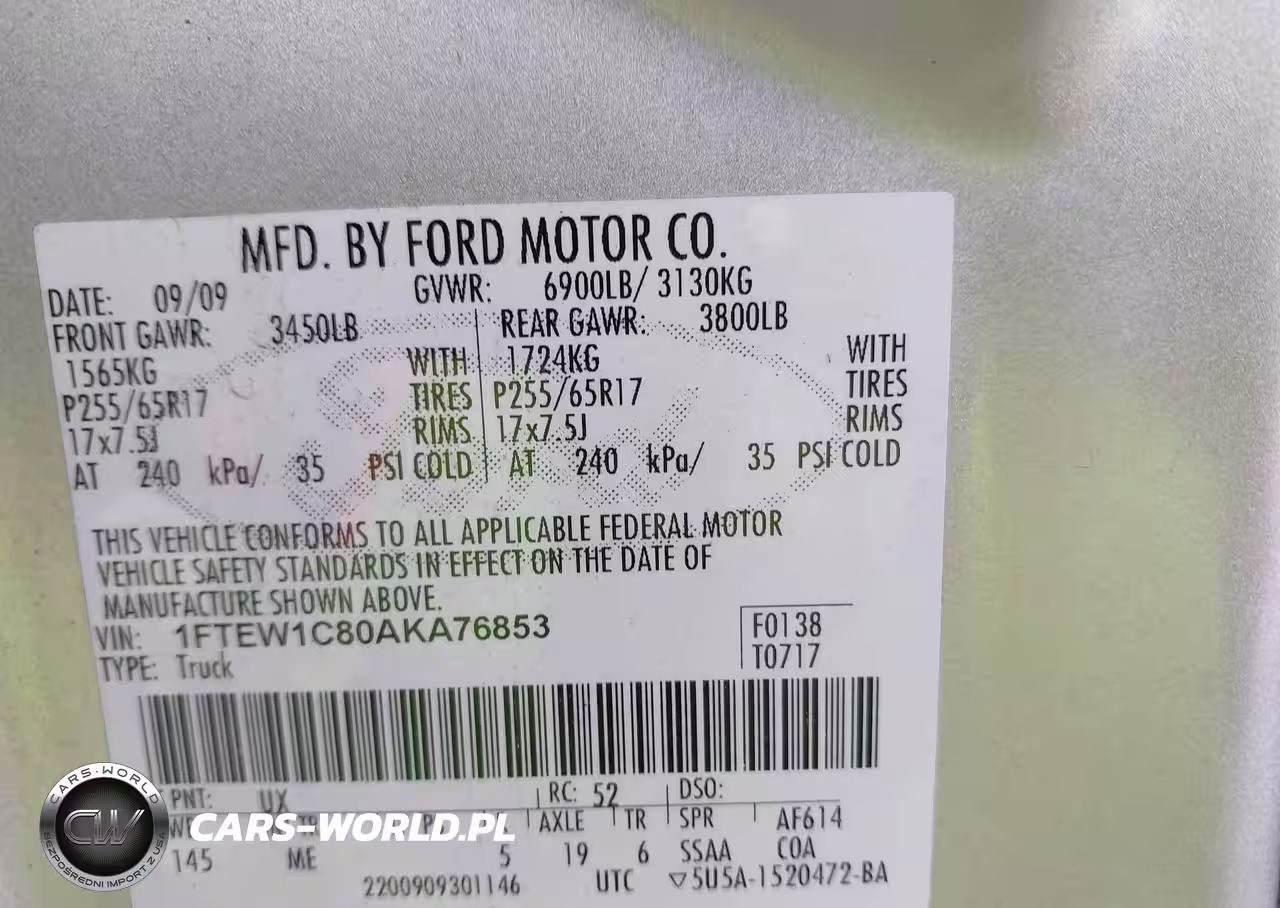 MFD. BY FORD MOTOR CO.
DATE: 09/09 GVWR: 6900LB/ 3130KG
FRONT GAWR: 3450LB REAR GAWR: 3800LB
1565KG WITH 1724KG WITH
P255/65R17 TIRES P255/65R17 TIRES
17x7.5J RIMS 17x7.5J RIMS
AT 240 kPa/ 35 PSI COLD AT 240 kPa/ 35 PSI COLD
THIS VEHICLE CONFORMS TO ALL APPLICABLE FEDERAL MOTOR
VEHICLE SAFETY STANDARDS IN EFFECT ON THE DATE OF
MANUFACTURE SHOWN ABOVE.
VIN: 1FTEW1C80AKA76853 F0138
TYPE: Truck T0717
PNT: UX RC: 52 DSO:
AXLE TR SPR AF614
145 ME 5 19 6 SSAA COA
2200909301146 UTC ▽5U5A-1520472-BA
CARS-WORLD
CW
BEZPOŚREDNI IMPORT Z USA
CARS-WORLD.PL